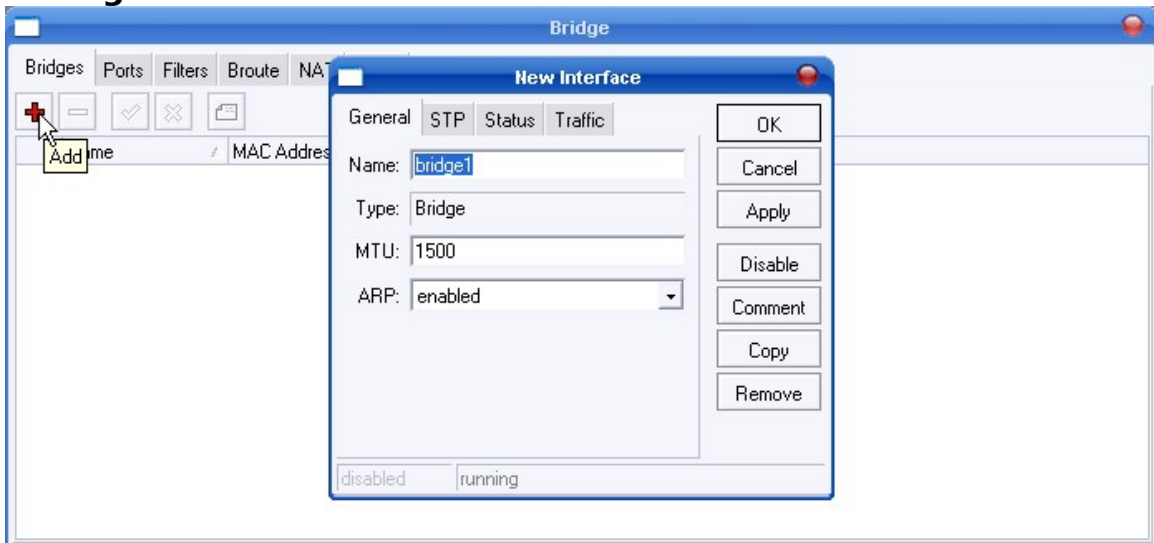 Bridge
Bridges Ports Filters Broute NAT
New Interface
General STP Status Traffic
OK
Add
MAC Addres
Name: bridge1
Cancel
Type: Bridge
Apply
MTU: 1500
Disable
ARP: enabled
Comment
Copy
Remove
disabled running